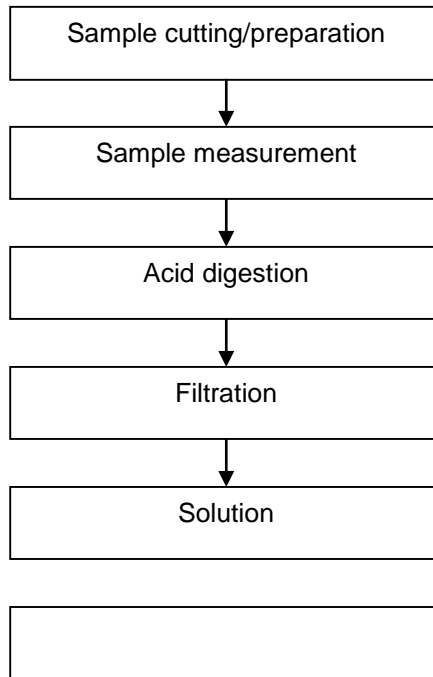 Sample cutting/preparation
Sample measurement
Acid digestion
Filtration
Solution